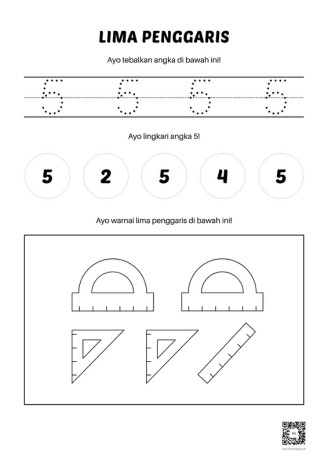 LIMA PENGGARIS
Ayo tebalkan angka di bawah ini!
5 5 5 5
Ayo lingkari angka 5!
5 2 5 4 5
Ayo warnai lima penggaris di bawah ini!